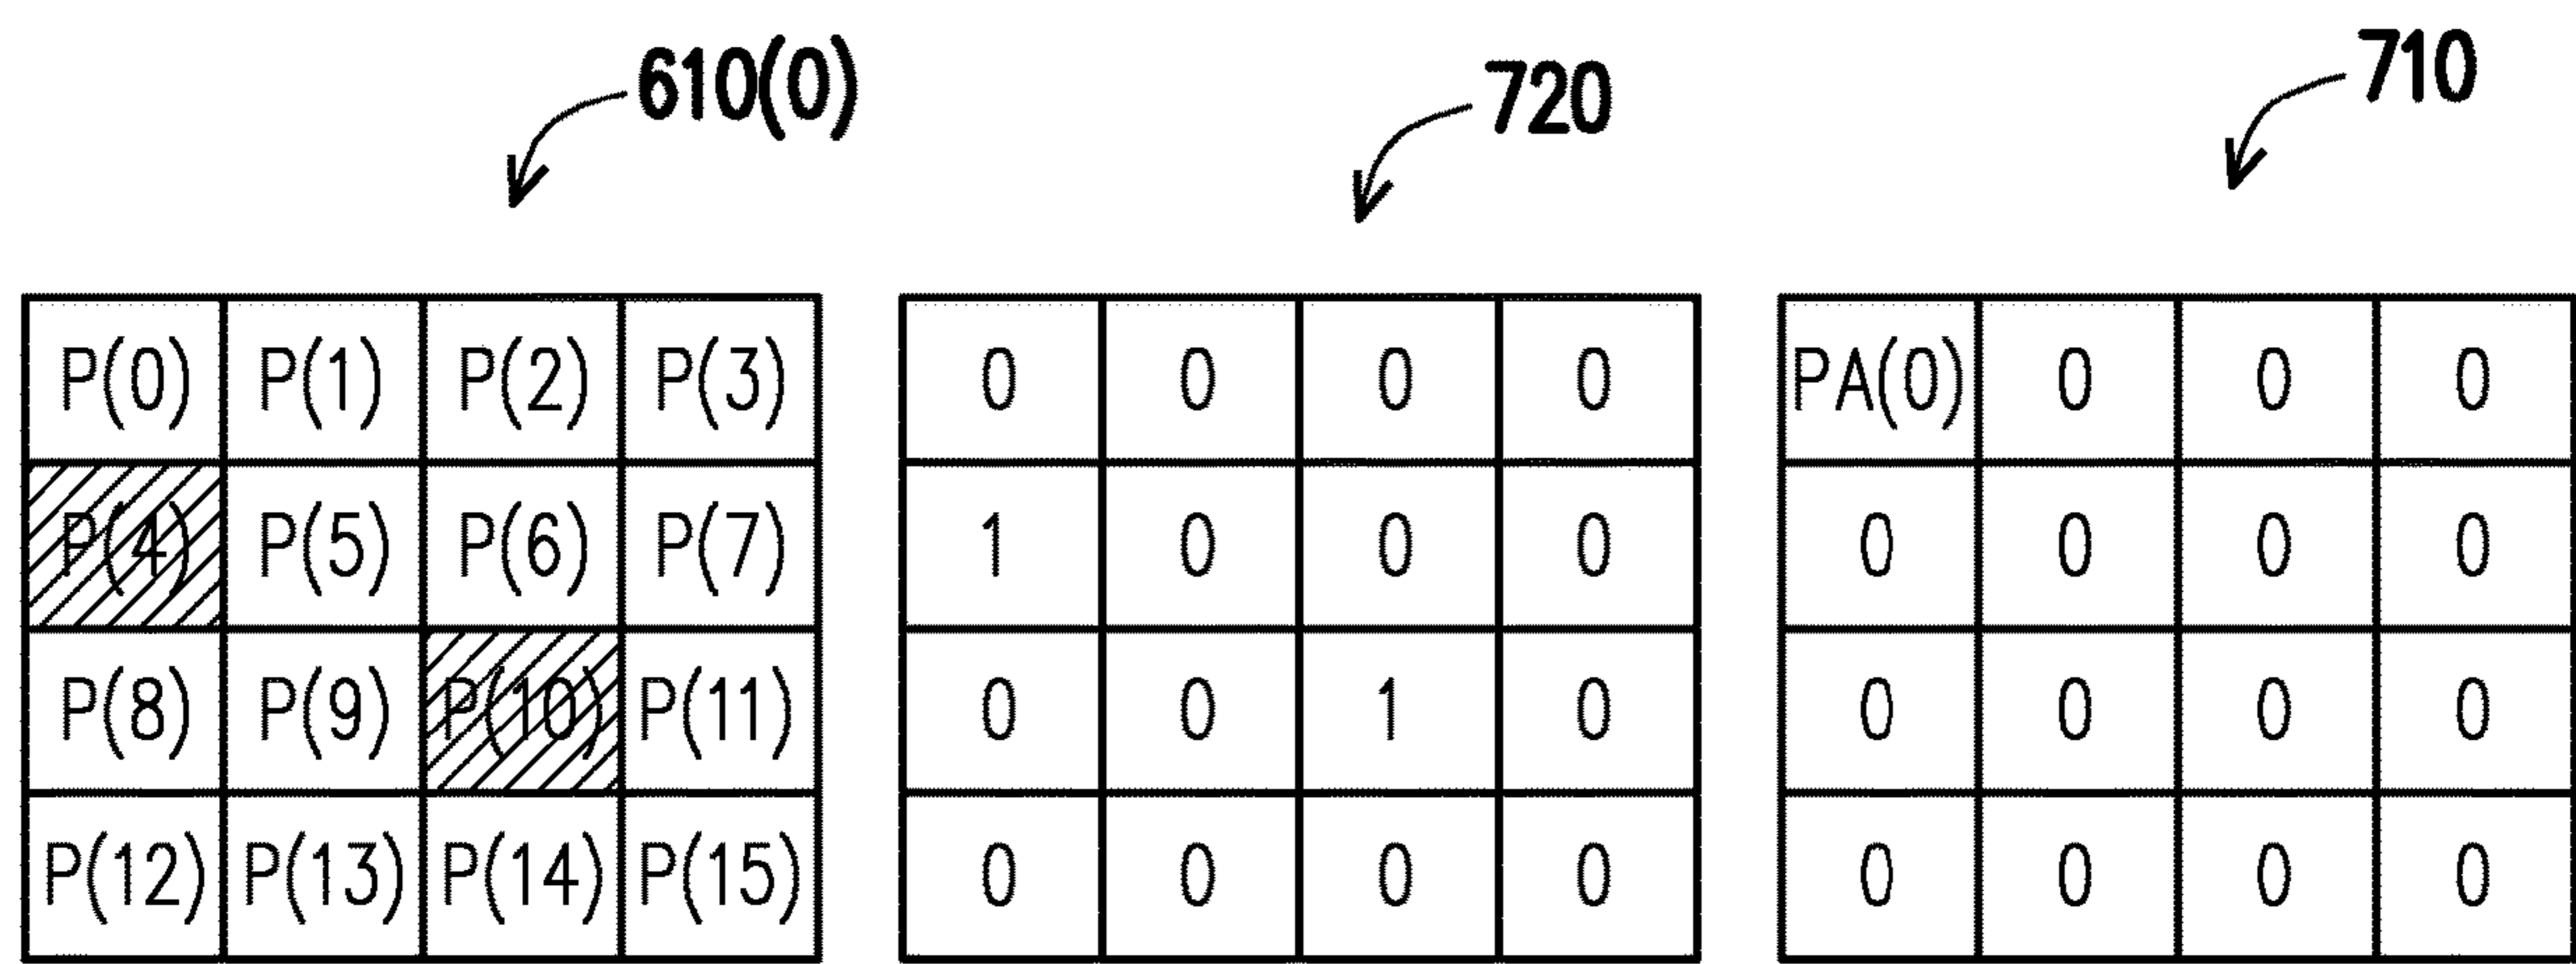 610(0) 720 710
P(0) P(1) P(2) P(3) 0 0 0 0 PA(0) 0 0 0
P(4) P(5) P(6) P(7) 1 0 0 0 0 0 0 0
P(8) P(9) P(10) P(11) 0 0 1 0 0 0 0 0
P(12) P(13) P(14) P(15) 0 0 0 0 0 0 0 0